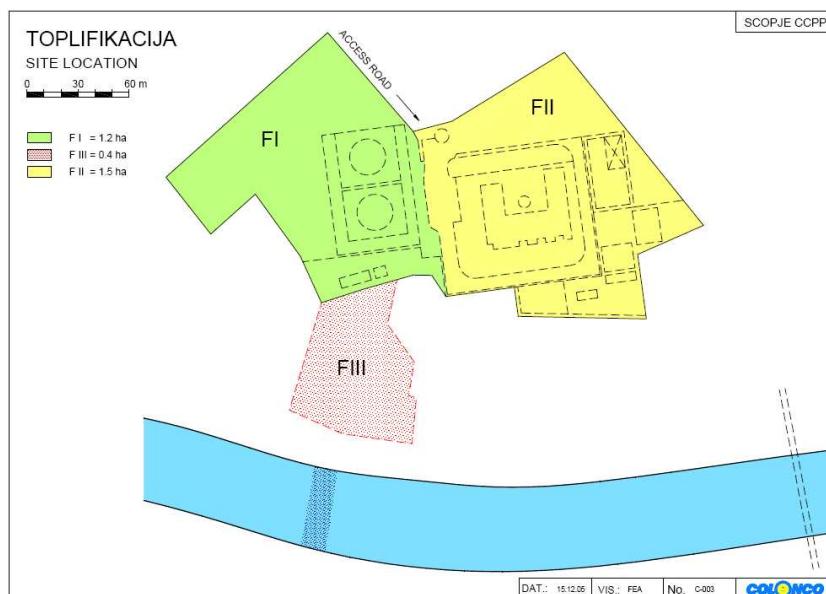 SCOPJE CCPP
TOPLIFIKACIJA
SITE LOCATION
0 30 60 m
F I = 1.2 ha
F III = 0.4 ha
F II = 1.5 ha
ACCESS ROAD
FI
FII
FIII
DAT.: 15.12.05 VIS.: FEA No. C-003 COLENCO